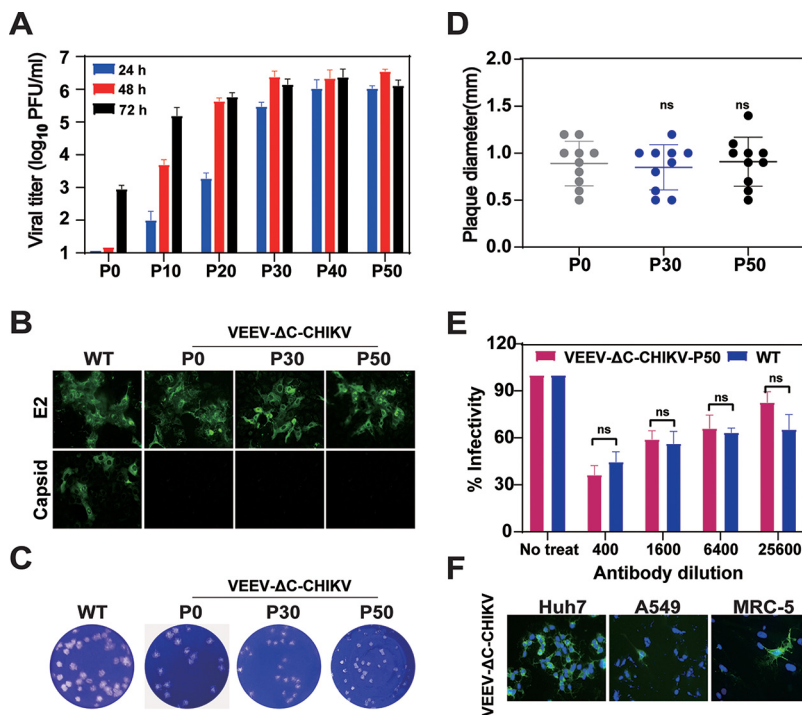 A
Viral titer (log10 PFU/ml)
7
6
5
4
3
2
1
24 h
48 h
72 h
P0 P10 P20 P30 P40 P50
B
VEEV-ΔC-CHIKV
WT P0 P30 P50
E2
Capsid
C
VEEV-ΔC-CHIKV
WT P0 P30 P50
D
Plaque diameter(mm)
2.0
1.5
1.0
0.5
0.0
ns ns
P0 P30 P50
E
% Infectivity
120
90
60
30
0
VEEV-ΔC-CHIKV-P50 WT
ns ns ns ns
No treat 400 1600 6400 25600
Antibody dilution
F
Huh7 A549 MRC-5
VEEV-ΔC-CHIKV